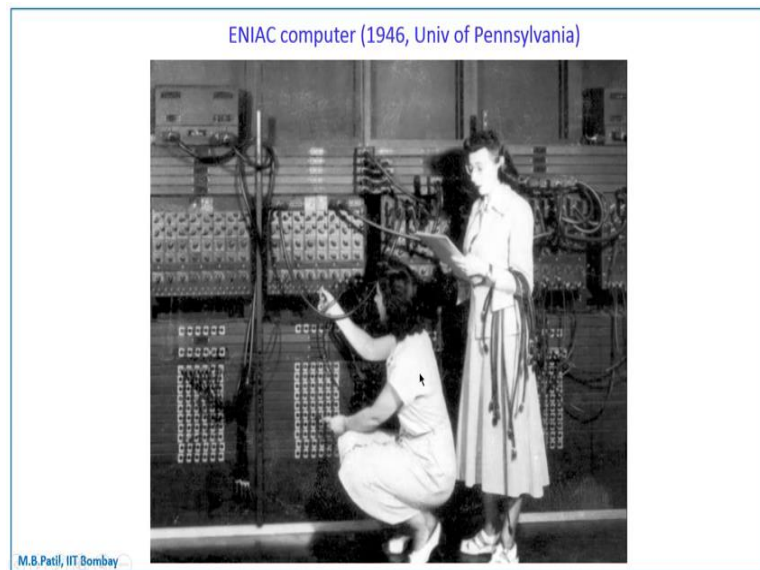 ENIAC computer (1946, Univ of Pennsylvania)
M.B.Patil, IIT Bombay